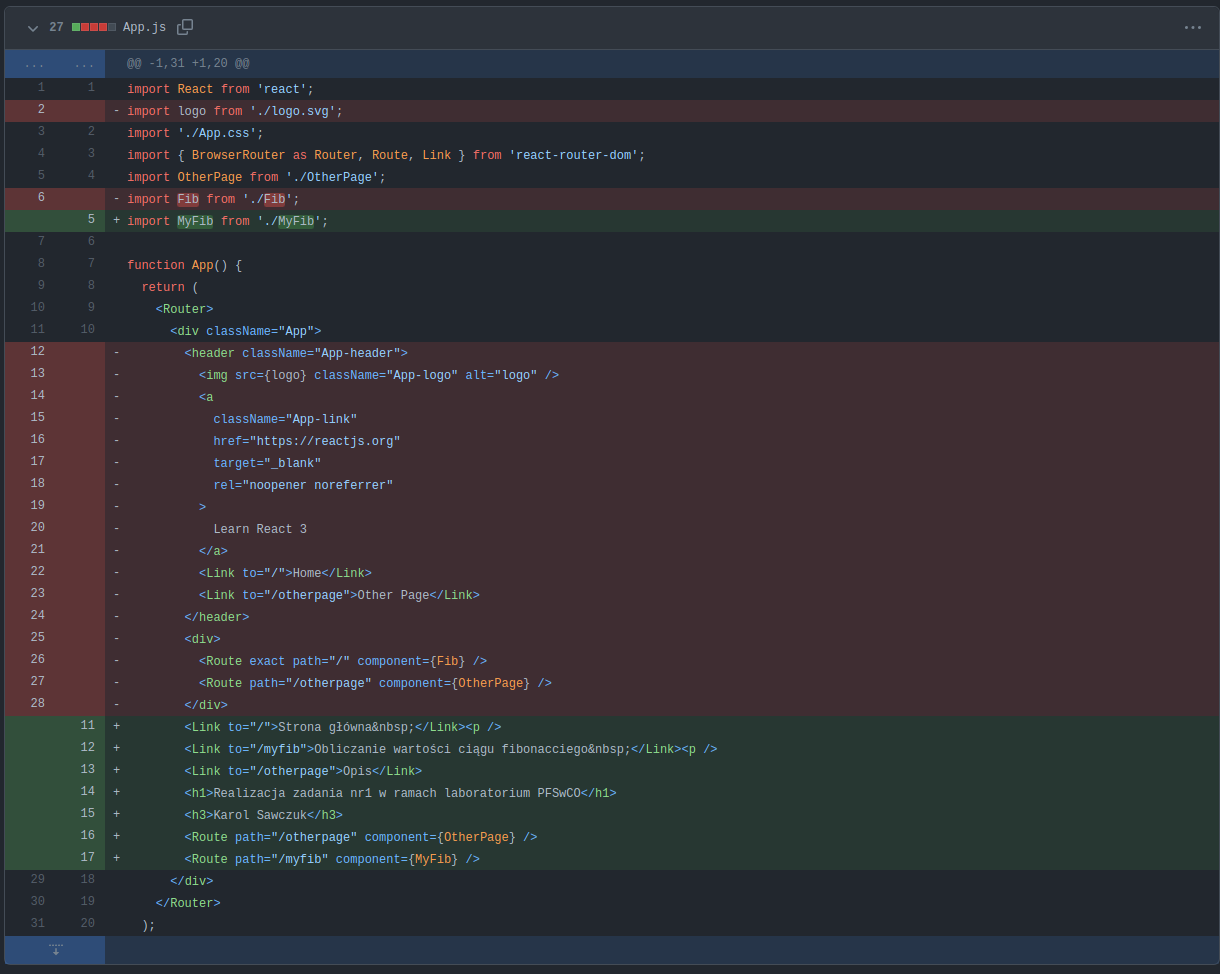 27 App.js
... ... @@ -1,31 +1,20 @@
1 1 import React from 'react';
2 - import logo from './logo.svg';
3 2 import './App.css';
4 3 import { BrowserRouter as Router, Route, Link } from 'react-router-dom';
5 4 import OtherPage from './OtherPage';
6 - import Fib from './Fib';
5 + import MyFib from './MyFib';
7 6
8 7 function App() {
9 8 return (
10 9 <Router>
11 10 <div className="App">
12 - <header className="App-header">
13 - <img src={logo} className="App-logo" alt="logo" />
14 - <a
15 - className="App-link"
16 - href="https://reactjs.org"
17 - target="_blank"
18 - rel="noopener noreferrer"
19 - >
20 - Learn React 3
21 - </a>
22 - <Link to="/">Home</Link>
23 - <Link to="/otherpage">Other Page</Link>
24 - </header>
25 - <div>
26 - <Route exact path="/" component={Fib} />
27 - <Route path="/otherpage" component={OtherPage} />
28 - </div>
11 + <Link to="/">Strona główna&nbsp;</Link><p />
12 + <Link to="/myfib">Obliczanie wartości ciągu fibonacciego&nbsp;</Link><p />
13 + <Link to="/otherpage">Opis</Link>
14 + <h1>Realizacja zadania nr1 w ramach laboratorium PFSwCO</h1>
15 + <h3>Karol Sawczuk</h3>
16 + <Route path="/otherpage" component={OtherPage} />
17 + <Route path="/myfib" component={MyFib} />
29 18 </div>
30 19 </Router>
31 20 );